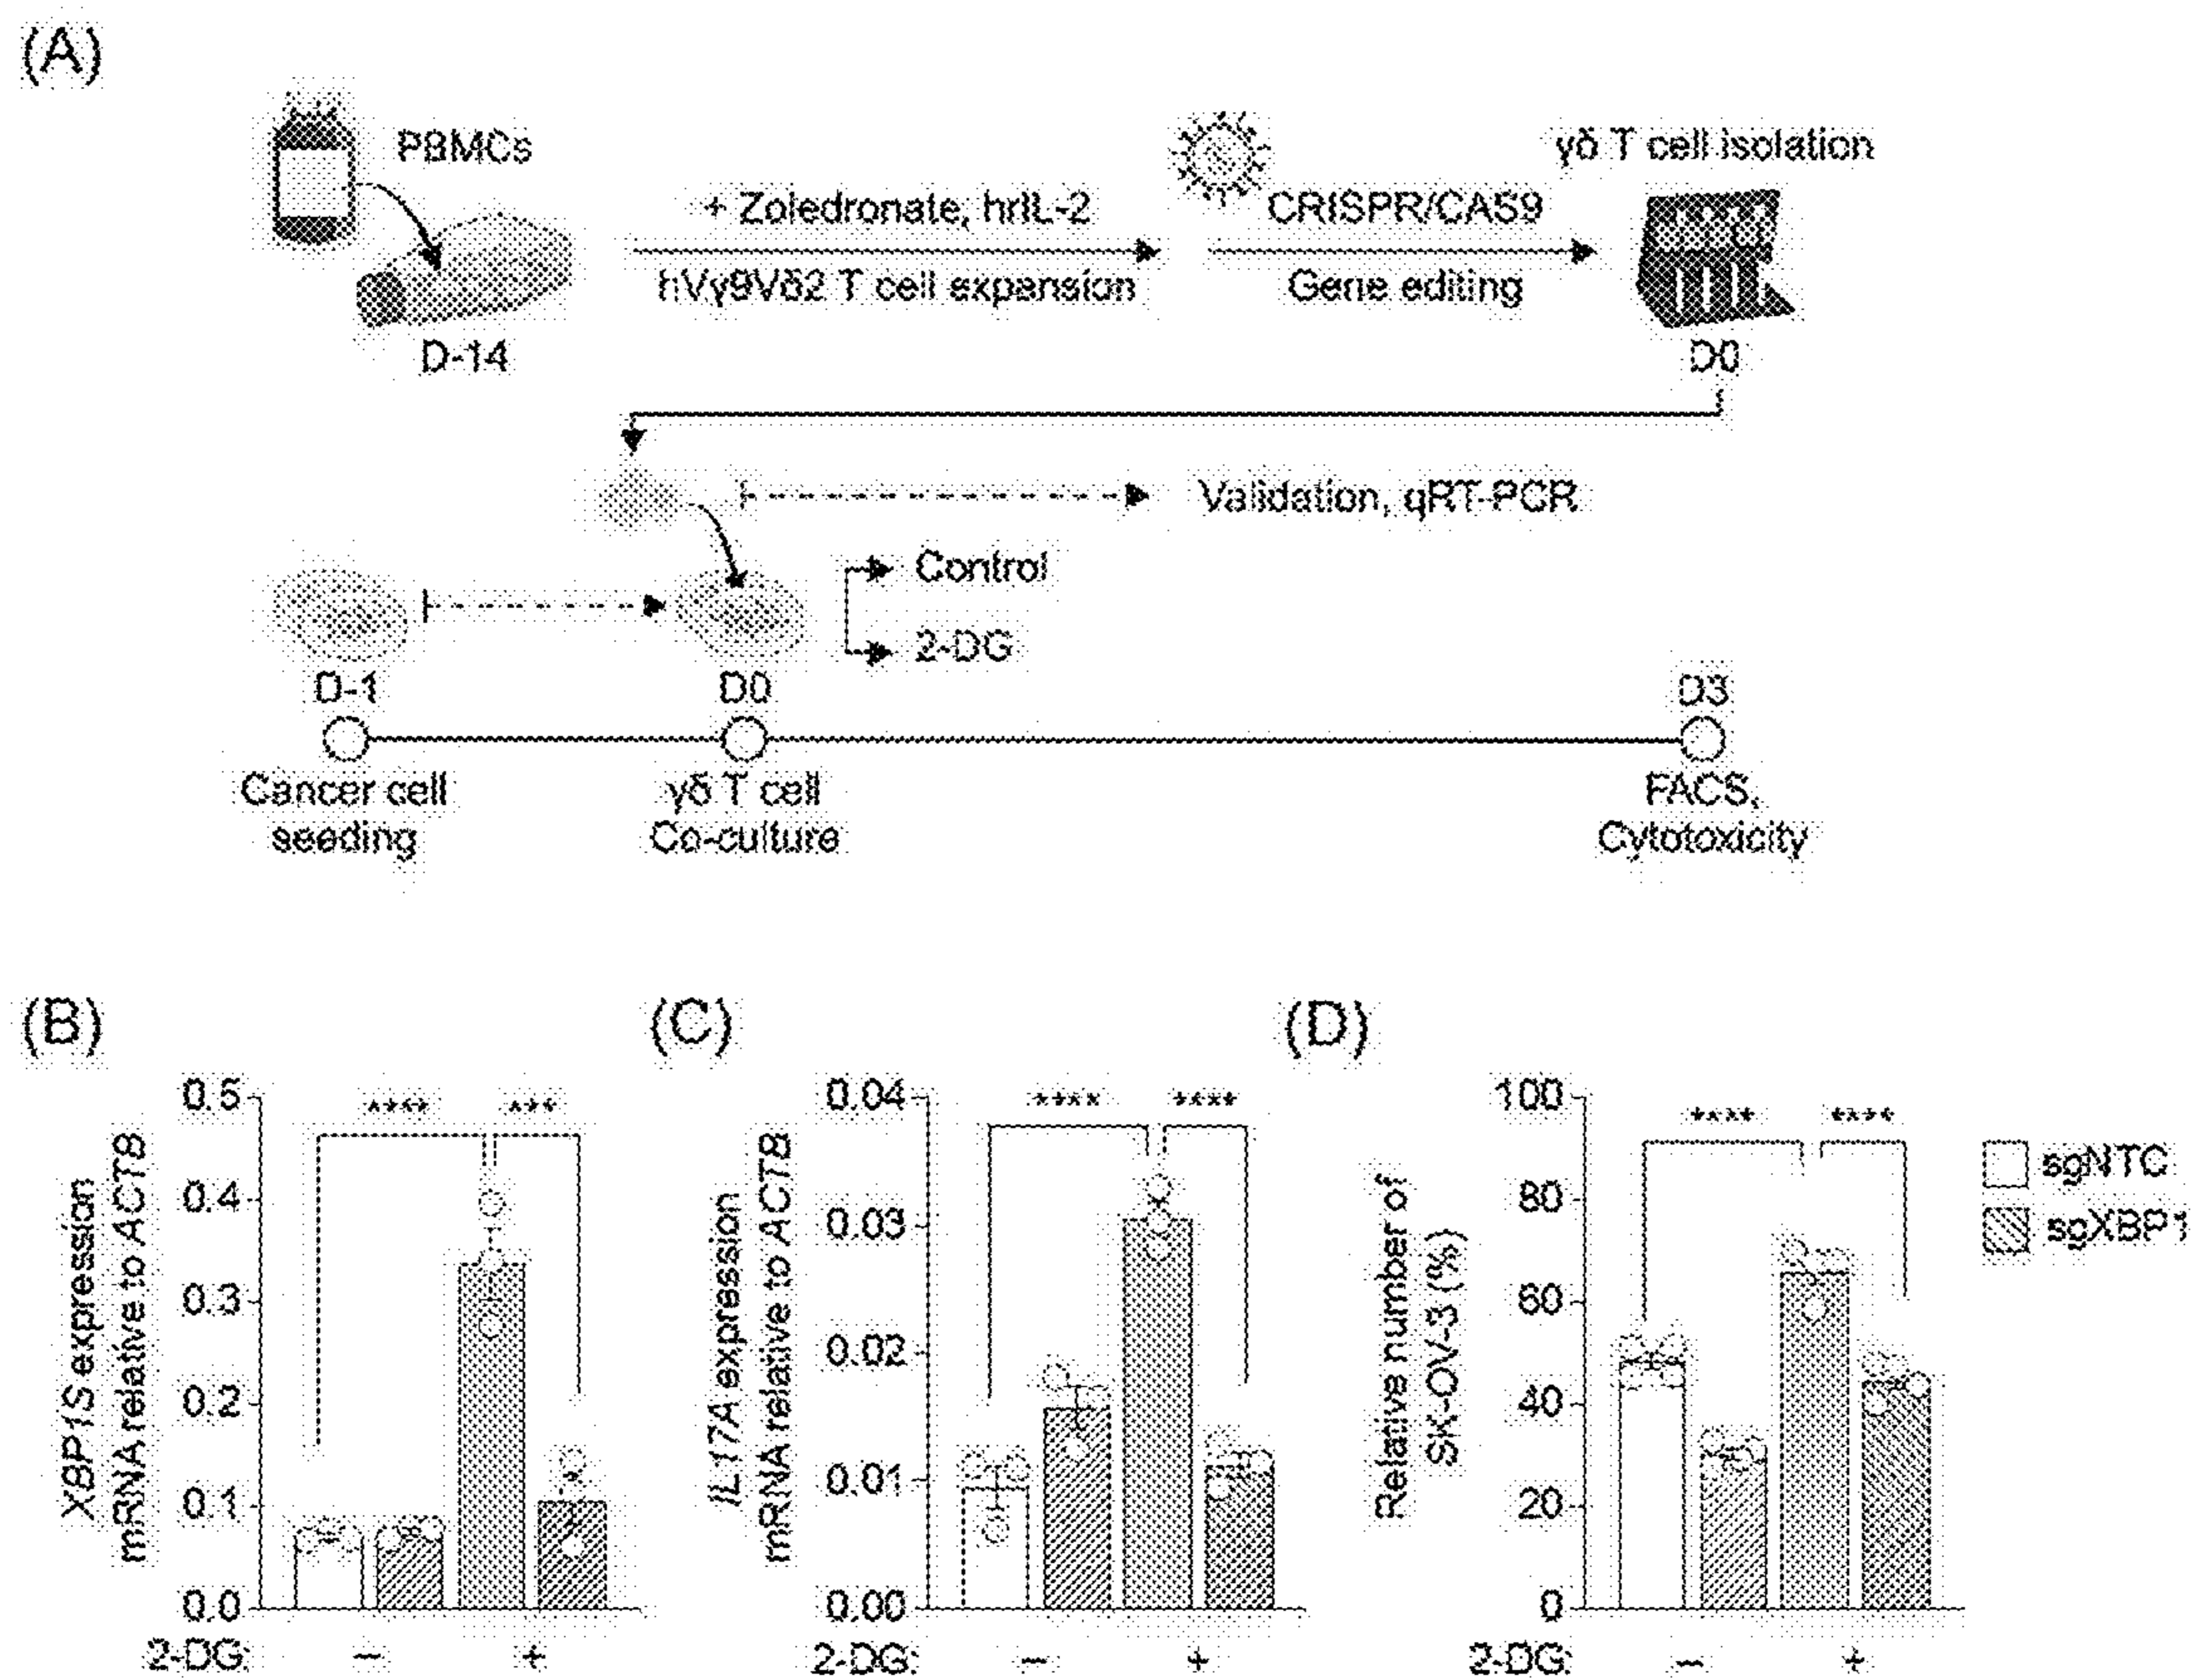 (A)
PBMCs
D-14
+ Zoledronate, hrIL-2
hVγ9Vδ2 T cell expansion
CRISPR/CAS9
Gene editing
γδ T cell isolation
D0
Validation, qRT-PCR
Control
2-DG
D-1
D0
D3
Cancer cell
seeding
γδ T cell
Co-culture
FACS,
Cytotoxicity
(B)
XBP1S expression
mRNA relative to ACTB
0.5
0.4
0.3
0.2
0.1
0.0
**** ***
2-DG: − +
(C)
IL17A expression
mRNA relative to ACTB
0.04
0.03
0.02
0.01
0.00
**** ****
2-DG: − +
(D)
Relative number of
SK-OV-3 (%)
100
80
60
40
20
0
**** ****
2-DG: − +
sgNTC
sgXBP1